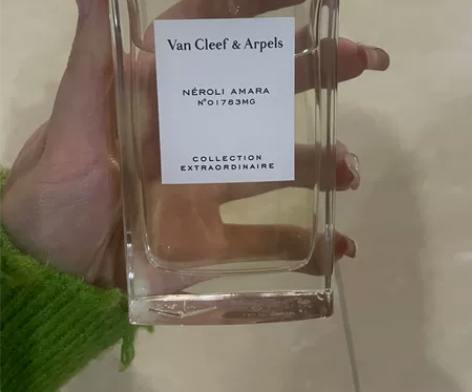 Van Cleef & Arpels
NÉROLI AMARA
N°01783MG
COLLECTION
EXTRAORDINAIRE